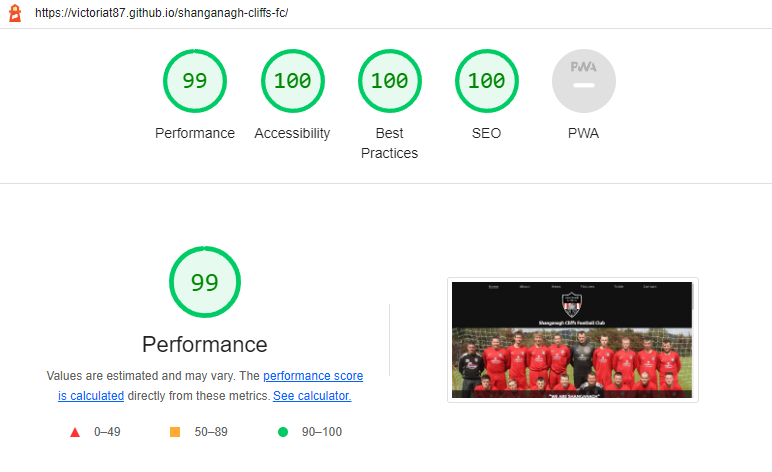 https://victoriat87.github.io/shanganagh-cliffs-fc/
99 100 100 100 PWA
Performance Accessibility Best Practices SEO PWA
99
Performance
Values are estimated and may vary. The performance score
is calculated directly from these metrics. See calculator.
0–49 50–89 90–100
Shanganagh Cliffs Football Club
"WE ARE SHANGANAGH"